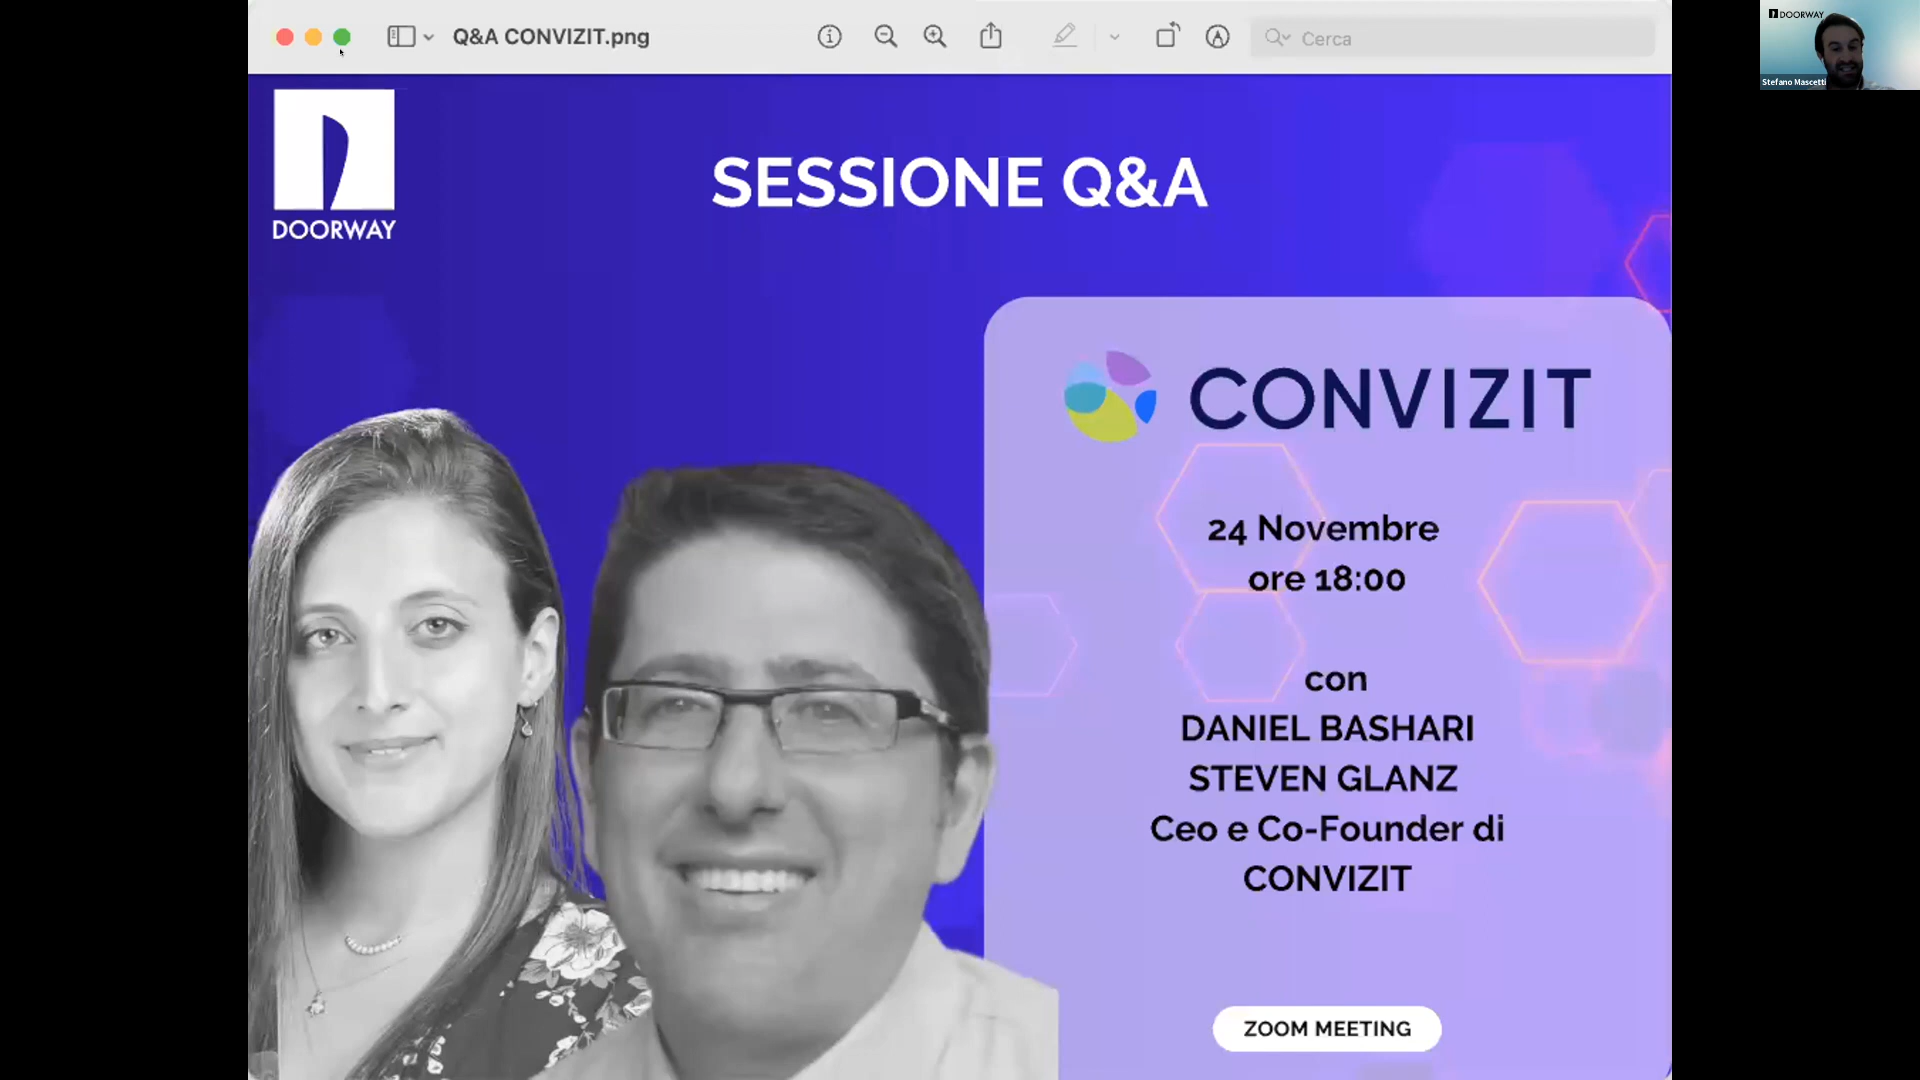 Q&A CONVIZIT.png
Cerca
DOORWAY
Stefano Mascetti
DOORWAY
SESSIONE Q&A
CONVIZIT
24 Novembre
ore 18:00
con
DANIEL BASHARI
STEVEN GLANZ
Ceo e Co-Founder di
CONVIZIT
ZOOM MEETING